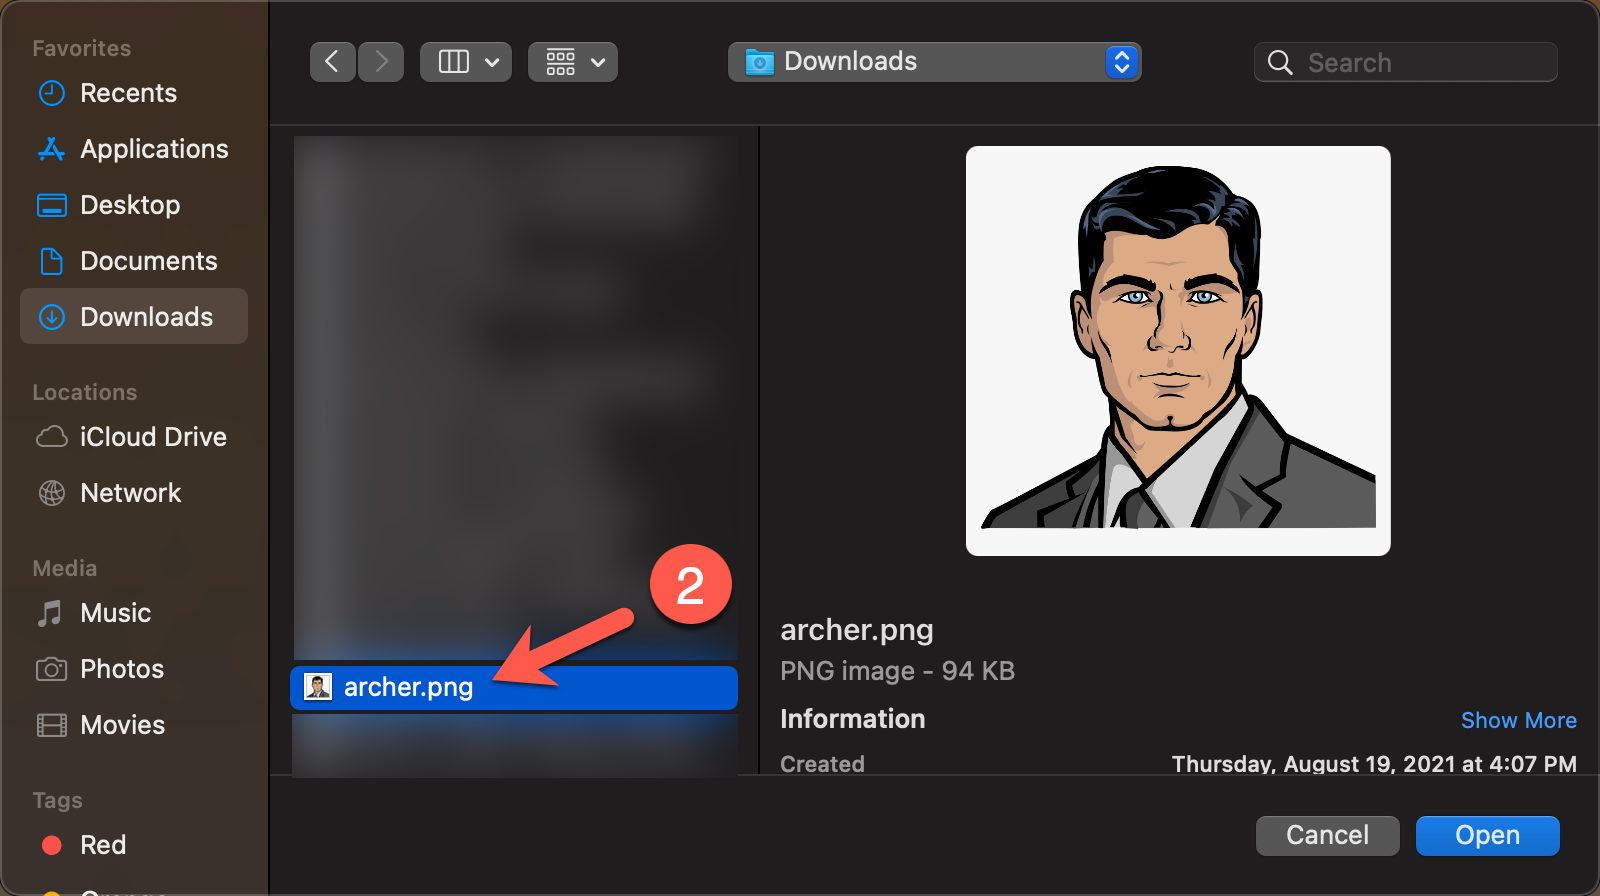 Favorites
Recents
Applications
Desktop
Documents
Downloads
Locations
iCloud Drive
Network
Media
Music
Photos
Movies
Tags
Red
Downloads
Search
2
archer.png
archer.png
PNG image - 94 KB
Information
Show More
Created
Thursday, August 19, 2021 at 4:07 PM
Cancel
Open